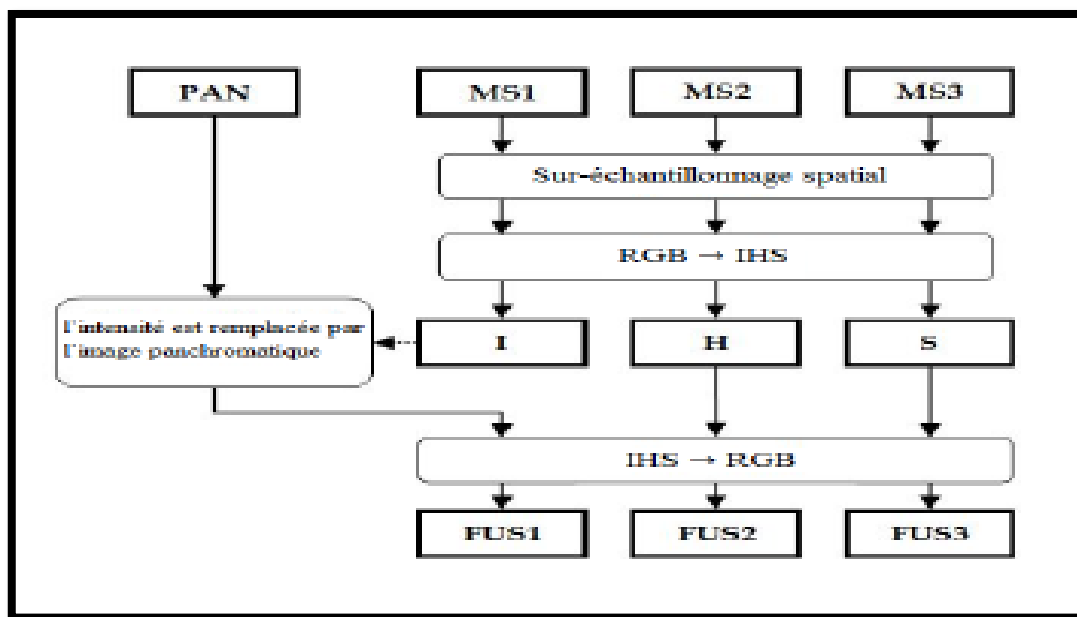 PAN MS1 MS2 MS3
Sur-échantillonnage spatial
RGB → IHS
l'intensité est remplacée par
l'image panchromatique
I H S
IHS → RGB
FUS1 FUS2 FUS3